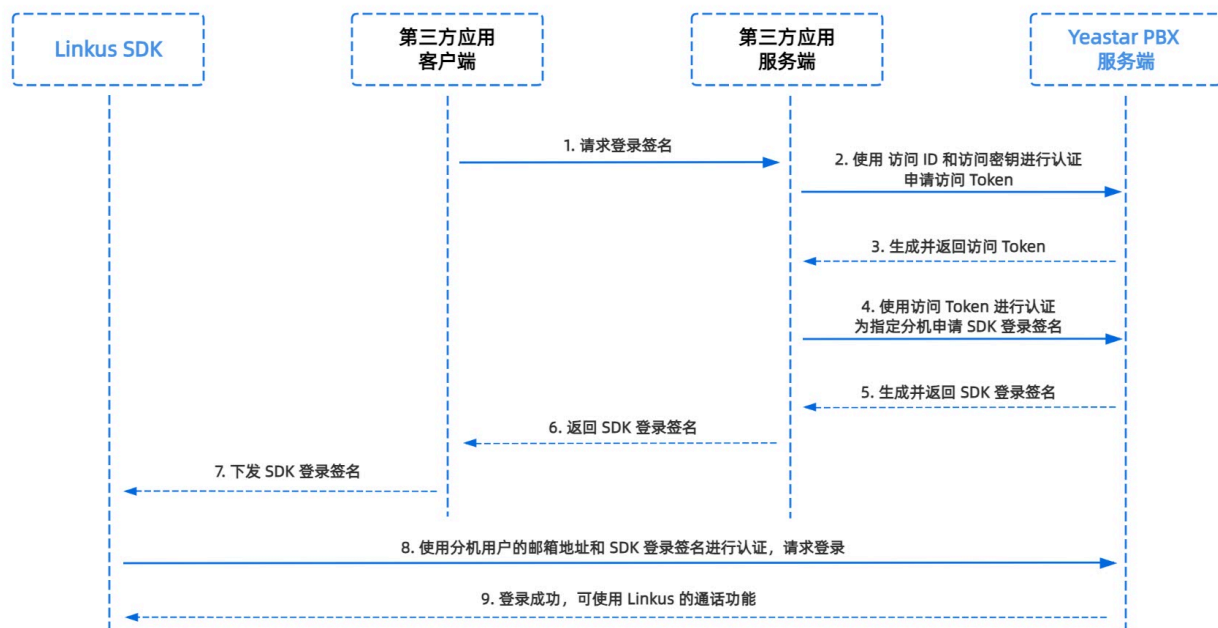 Linkus SDK
第三方应用
客户端
第三方应用
服务端
Yeastar PBX
服务端
1. 请求登录签名
2. 使用 访问 ID 和访问密钥进行认证
申请访问 Token
3. 生成并返回访问 Token
4. 使用访问 Token 进行认证
为指定分机申请 SDK 登录签名
5. 生成并返回 SDK 登录签名
6. 返回 SDK 登录签名
7. 下发 SDK 登录签名
8. 使用分机用户的邮箱地址和 SDK 登录签名进行认证，请求登录
9. 登录成功，可使用 Linkus 的通话功能